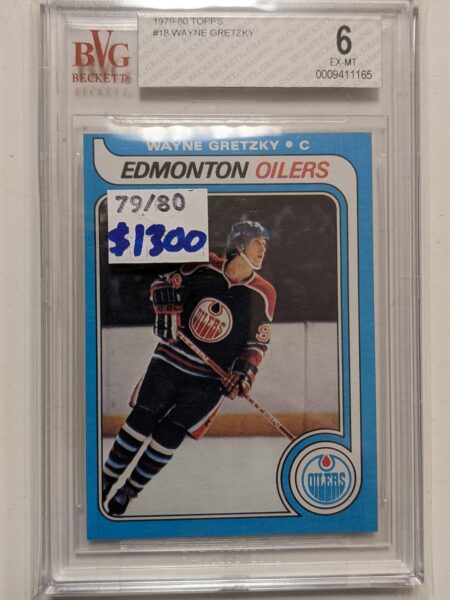 BVG
BECKETT®
1979-80 TOPPS
#18 WAYNE GRETZKY
6
EX-MT
0009411165
WAYNE GRETZKY • C
EDMONTON OILERS
79/80
$1300
OILERS
9
OILERS